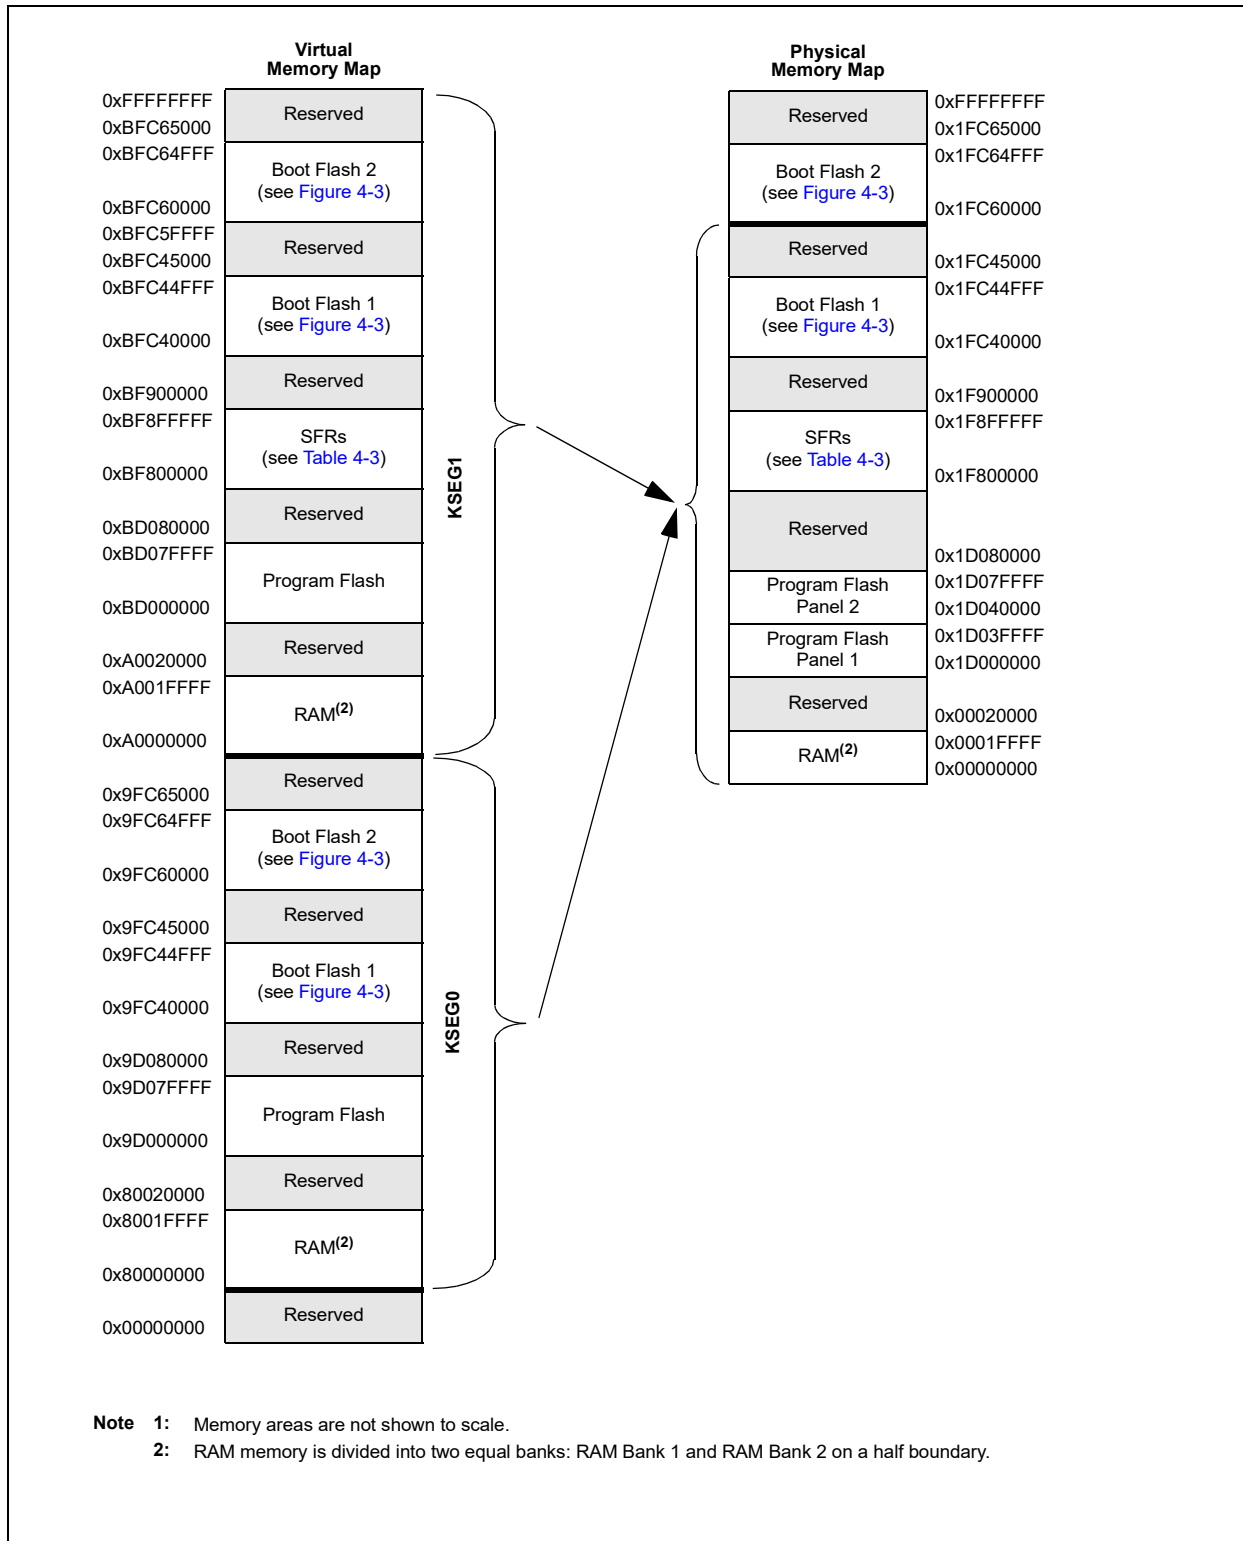 Virtual
Memory Map
0xFFFFFFFF
Reserved
0xBFC65000
0xBFC64FFF
Boot Flash 2
(see Figure 4-3)
0xBFC60000
0xBFC5FFFF
Reserved
0xBFC45000
0xBFC44FFF
Boot Flash 1
(see Figure 4-3)
0xBFC40000
Reserved
0xBF900000
0xBF8FFFFF
SFRs
(see Table 4-3)
0xBF800000
Reserved
0xBD080000
0xBD07FFFF
Program Flash
0xBD000000
Reserved
0xA0020000
0xA001FFFF
RAM(2)
0xA0000000
KSEG1
Reserved
0x9FC65000
0x9FC64FFF
Boot Flash 2
(see Figure 4-3)
0x9FC60000
Reserved
0x9FC45000
0x9FC44FFF
Boot Flash 1
(see Figure 4-3)
0x9FC40000
Reserved
0x9D080000
0x9D07FFFF
Program Flash
0x9D000000
Reserved
0x80020000
0x8001FFFF
RAM(2)
0x80000000
KSEG0
Reserved
0x00000000
Physical
Memory Map
0xFFFFFFFF
Reserved
0x1FC65000
0x1FC64FFF
Boot Flash 2
(see Figure 4-3)
0x1FC60000
Reserved
0x1FC45000
0x1FC44FFF
Boot Flash 1
(see Figure 4-3)
0x1FC40000
Reserved
0x1F900000
0x1F8FFFFF
SFRs
(see Table 4-3)
0x1F800000
Reserved
0x1D080000
0x1D07FFFF
Program Flash
Panel 2
0x1D040000
0x1D03FFFF
Program Flash
Panel 1
0x1D000000
Reserved
0x00020000
0x0001FFFF
RAM(2)
0x00000000
Note 1: Memory areas are not shown to scale.
2: RAM memory is divided into two equal banks: RAM Bank 1 and RAM Bank 2 on a half boundary.